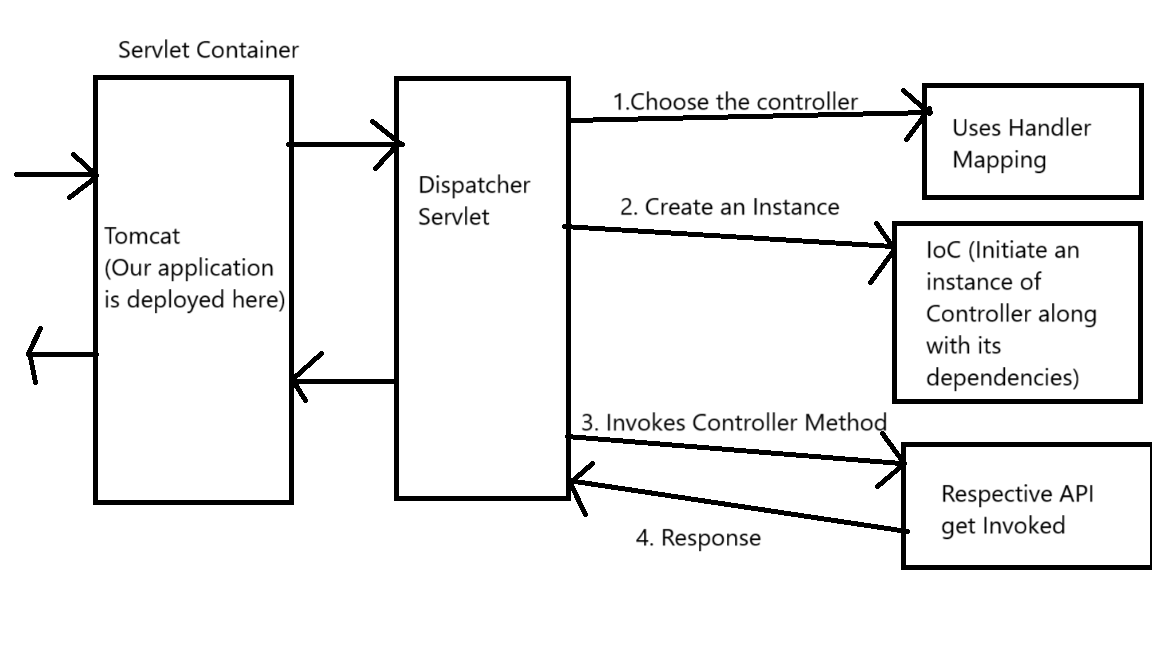 Servlet Container
Tomcat
(Our application
is deployed here)
Dispatcher
Servlet
1.Choose the controller
Uses Handler
Mapping
2. Create an Instance
IoC (Initiate an
instance of
Controller along
with its
dependencies)
3. Invokes Controller Method
Respective API
get Invoked
4. Response